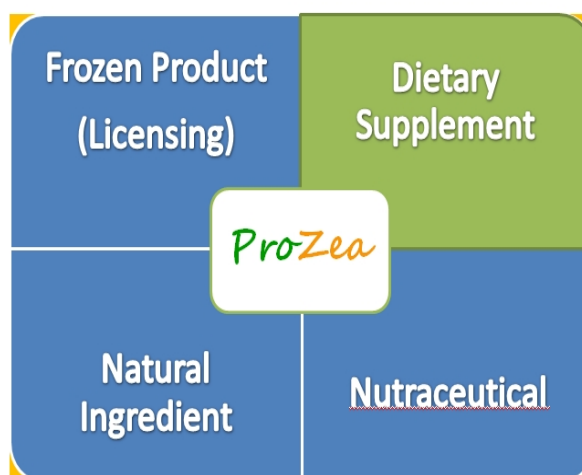 Frozen Product
(Licensing)
Dietary
Supplement
ProZea
Natural
Ingredient
Nutraceutical